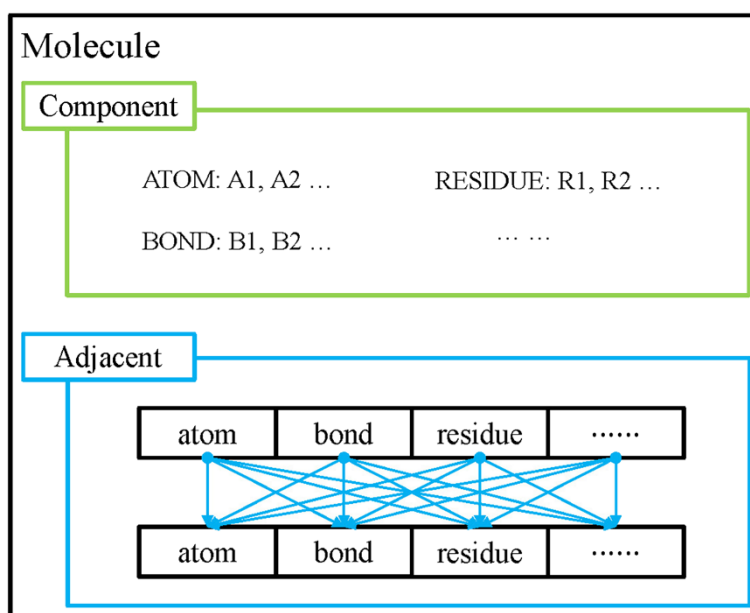 Molecule
Component
ATOM: A1, A2 … RESIDUE: R1, R2 …
BOND: B1, B2 … … …
Adjacent
atom bond residue ……
atom bond residue ……